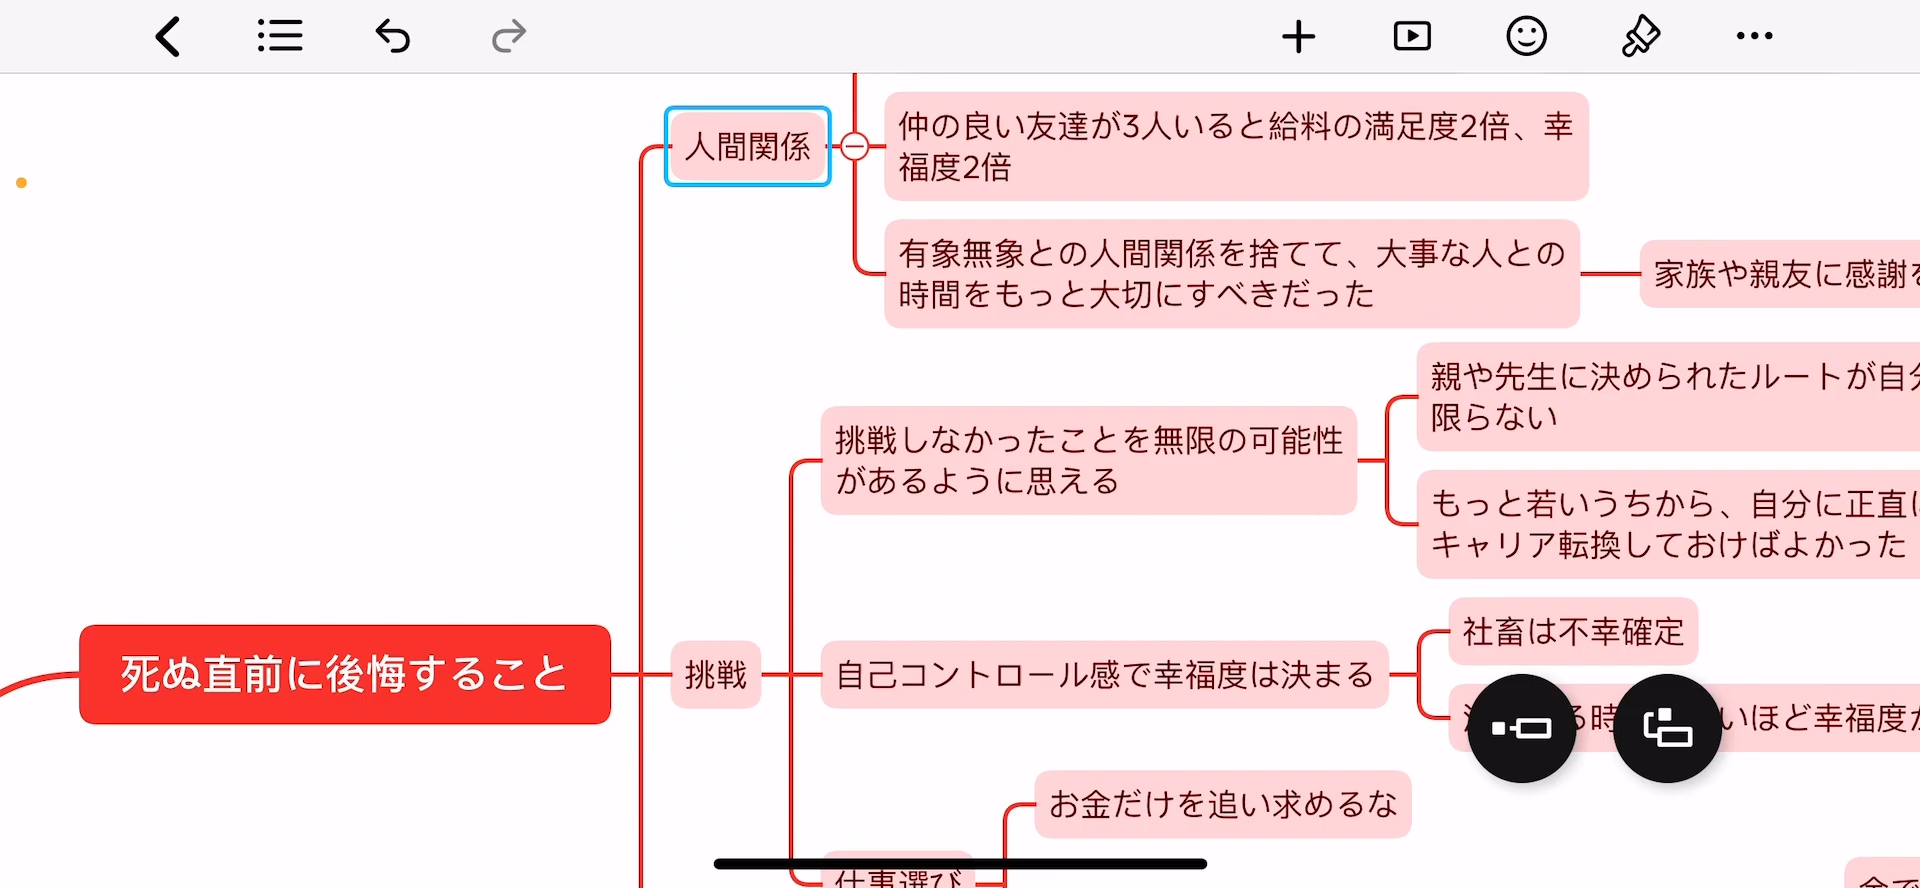 人間関係
仲の良い友達が3人いると給料の満足度2倍、幸
福度2倍
有象無象との人間関係を捨てて、大事な人との
時間をもっと大切にすべきだった
家族や親友に感謝を
親や先生に決められたルートが自分
限らない
挑戦しなかったことを無限の可能性
があるように思える
もっと若いうちから、自分に正直に
キャリア転換しておけばよかった
死ぬ直前に後悔すること
挑戦
自己コントロール感で幸福度は決まる
社畜は不幸確定
る時
いほど幸福度が
お金だけを追い求めるな
仕事選び